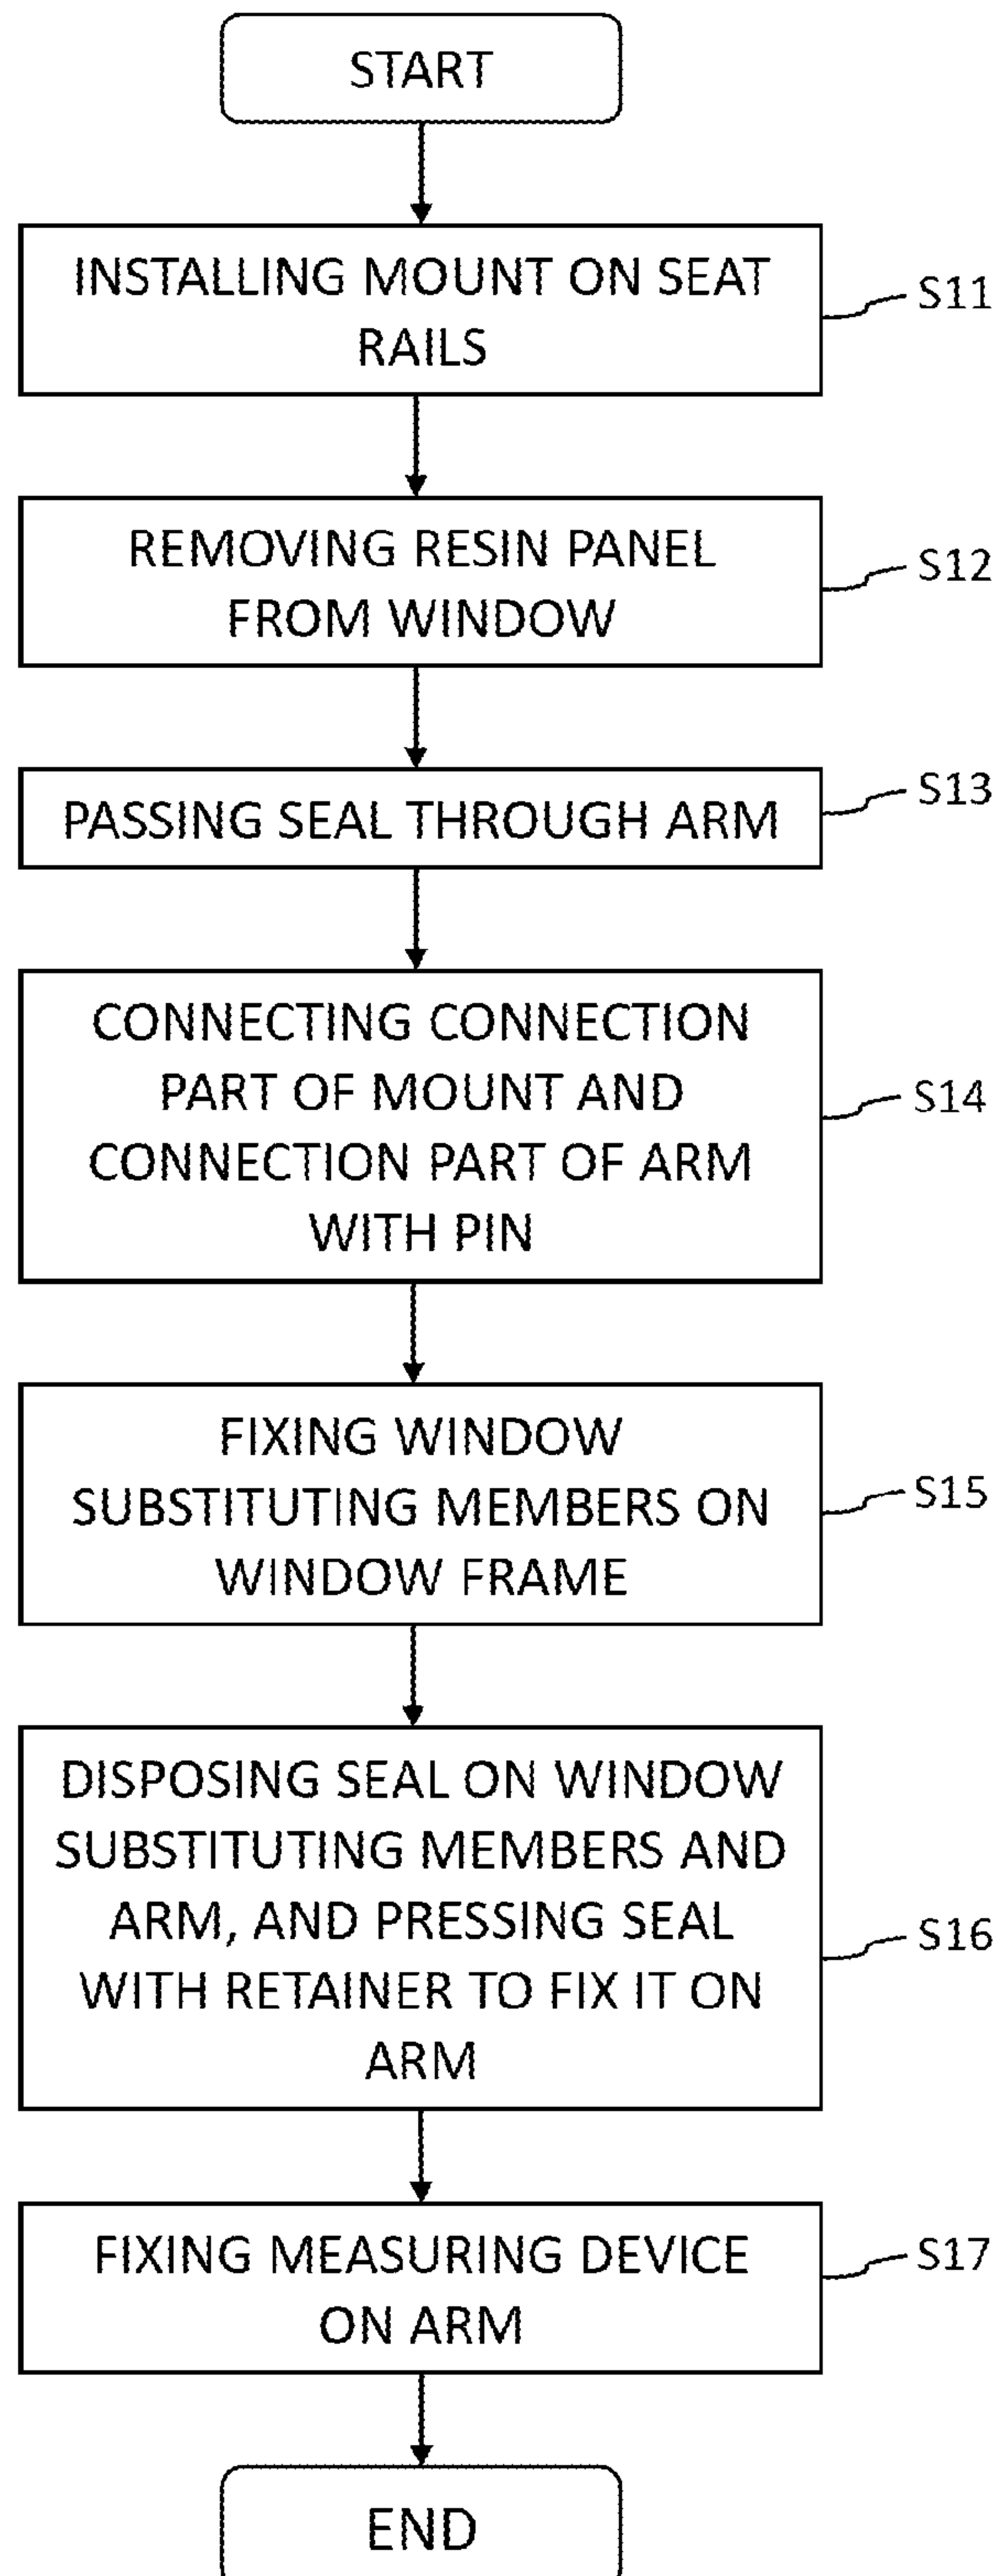 START
INSTALLING MOUNT ON SEAT
RAILS
S11
REMOVING RESIN PANEL
FROM WINDOW
S12
PASSING SEAL THROUGH ARM
S13
CONNECTING CONNECTION
PART OF MOUNT AND
CONNECTION PART OF ARM
WITH PIN
S14
FIXING WINDOW
SUBSTITUTING MEMBERS ON
WINDOW FRAME
S15
DISPOSING SEAL ON WINDOW
SUBSTITUTING MEMBERS AND
ARM, AND PRESSING SEAL
WITH RETAINER TO FIX IT ON
ARM
S16
FIXING MEASURING DEVICE
ON ARM
S17
END